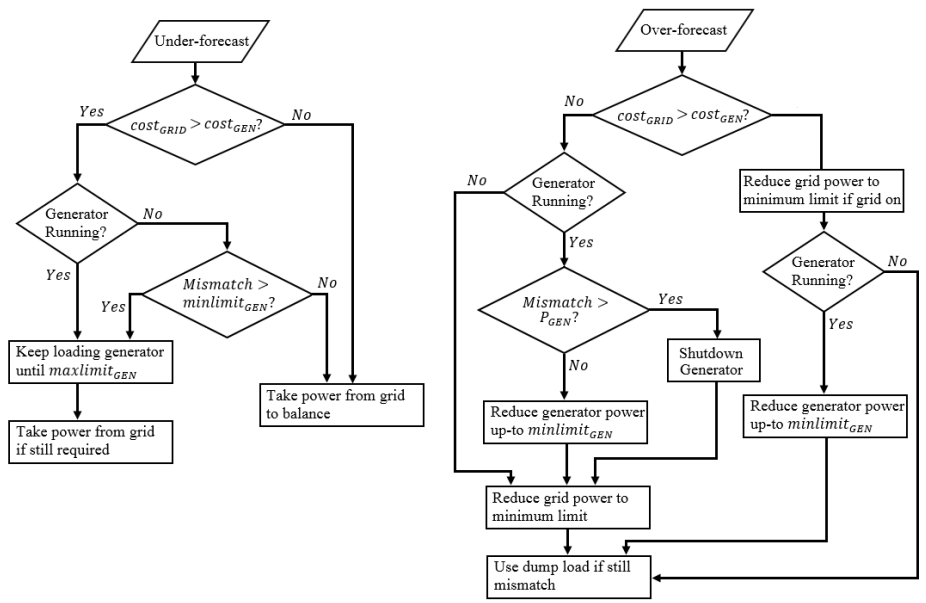 Under-forecast
Yes
cost_GRID > cost_GEN?
No
Generator
Running?
No
Yes
Mismatch >
minlimit_GEN?
Yes
No
Keep loading generator
until maxlimit_GEN
Take power from grid
if still required
Take power from grid
to balance
Over-forecast
No
cost_GRID > cost_GEN?
No
Generator
Running?
Yes
Reduce grid power to
minimum limit if grid on
Generator
Running?
No
Yes
Mismatch >
P_GEN?
Yes
No
Shutdown
Generator
Reduce generator power
up-to minlimit_GEN
Reduce generator power
up-to minlimit_GEN
Reduce grid power to
minimum limit
Use dump load if still
mismatch